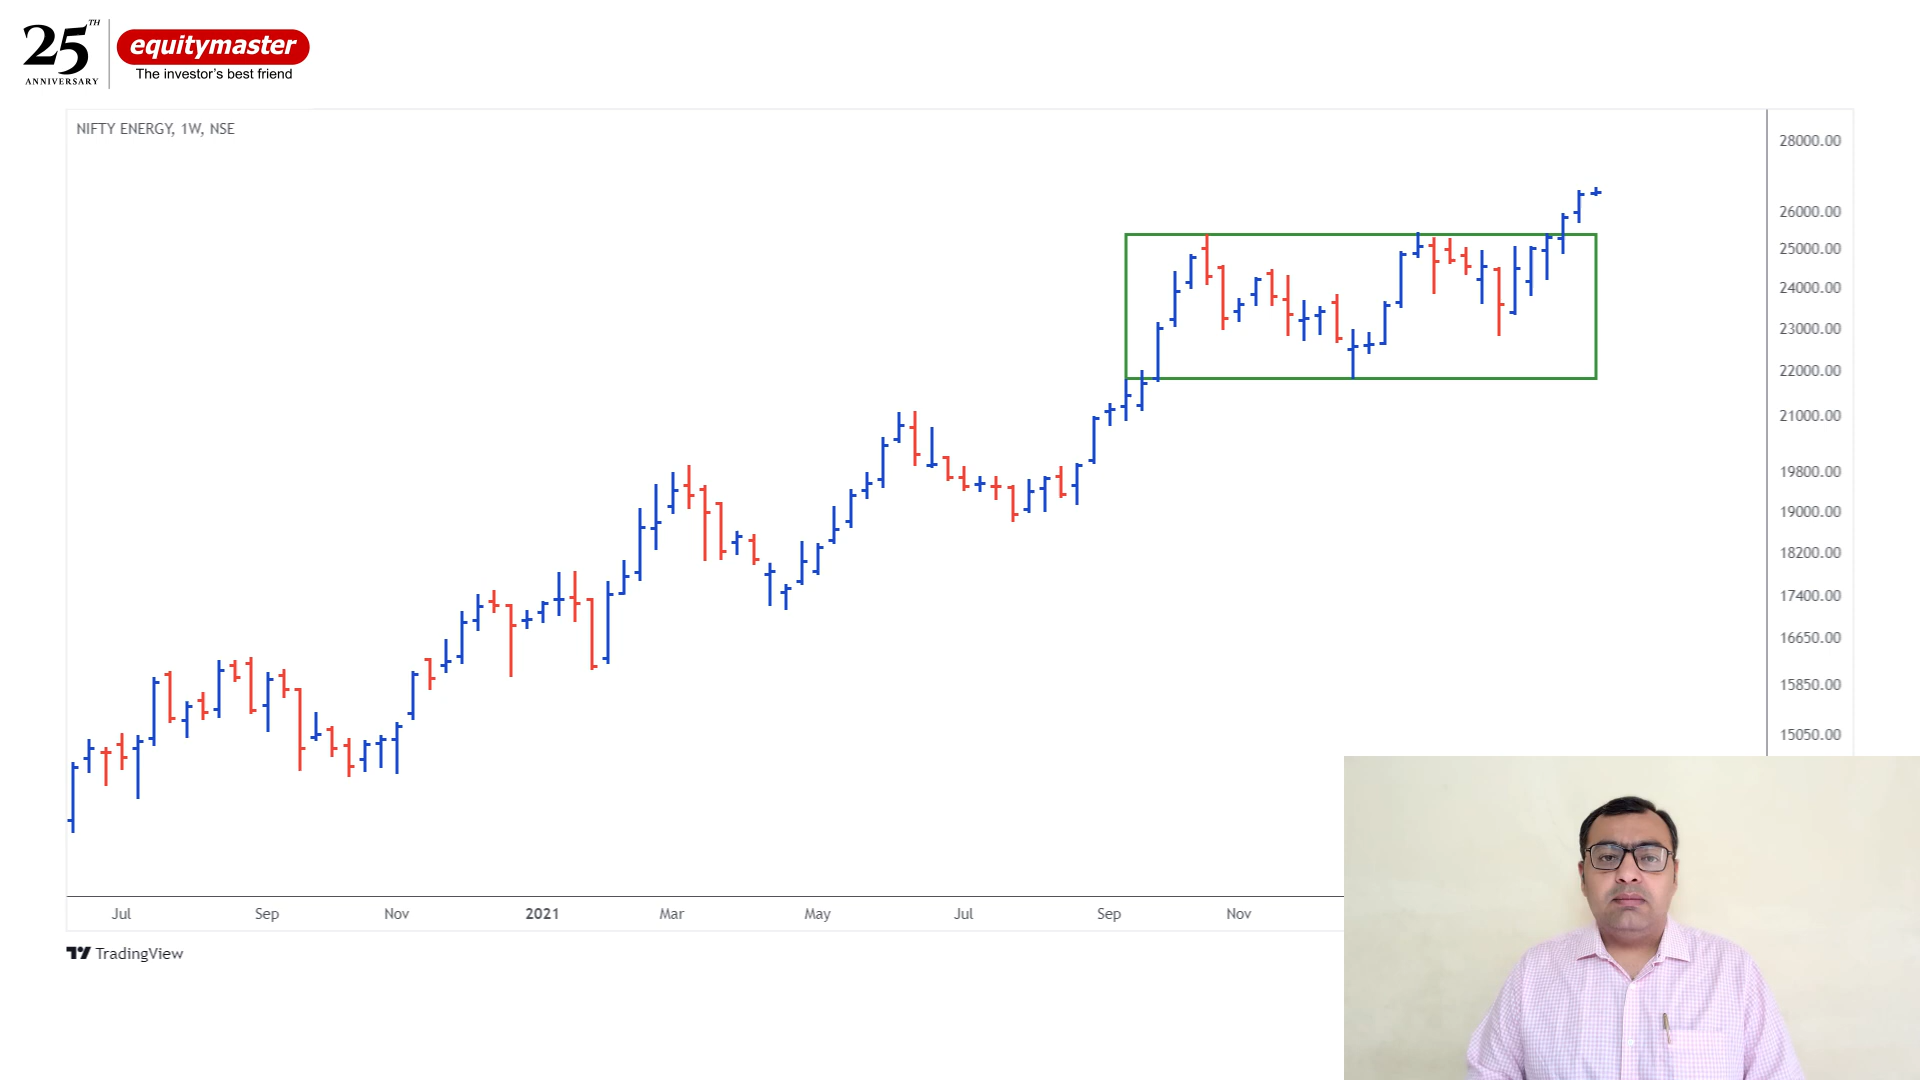 25TH
ANNIVERSARY
equitymaster
The investor's best friend
NIFTY ENERGY, 1W, NSE
28000.00
26000.00
25000.00
24000.00
23000.00
22000.00
21000.00
19800.00
19000.00
18200.00
17400.00
16650.00
15850.00
15050.00
Jul Sep Nov 2021 Mar May Jul Sep Nov
TradingView